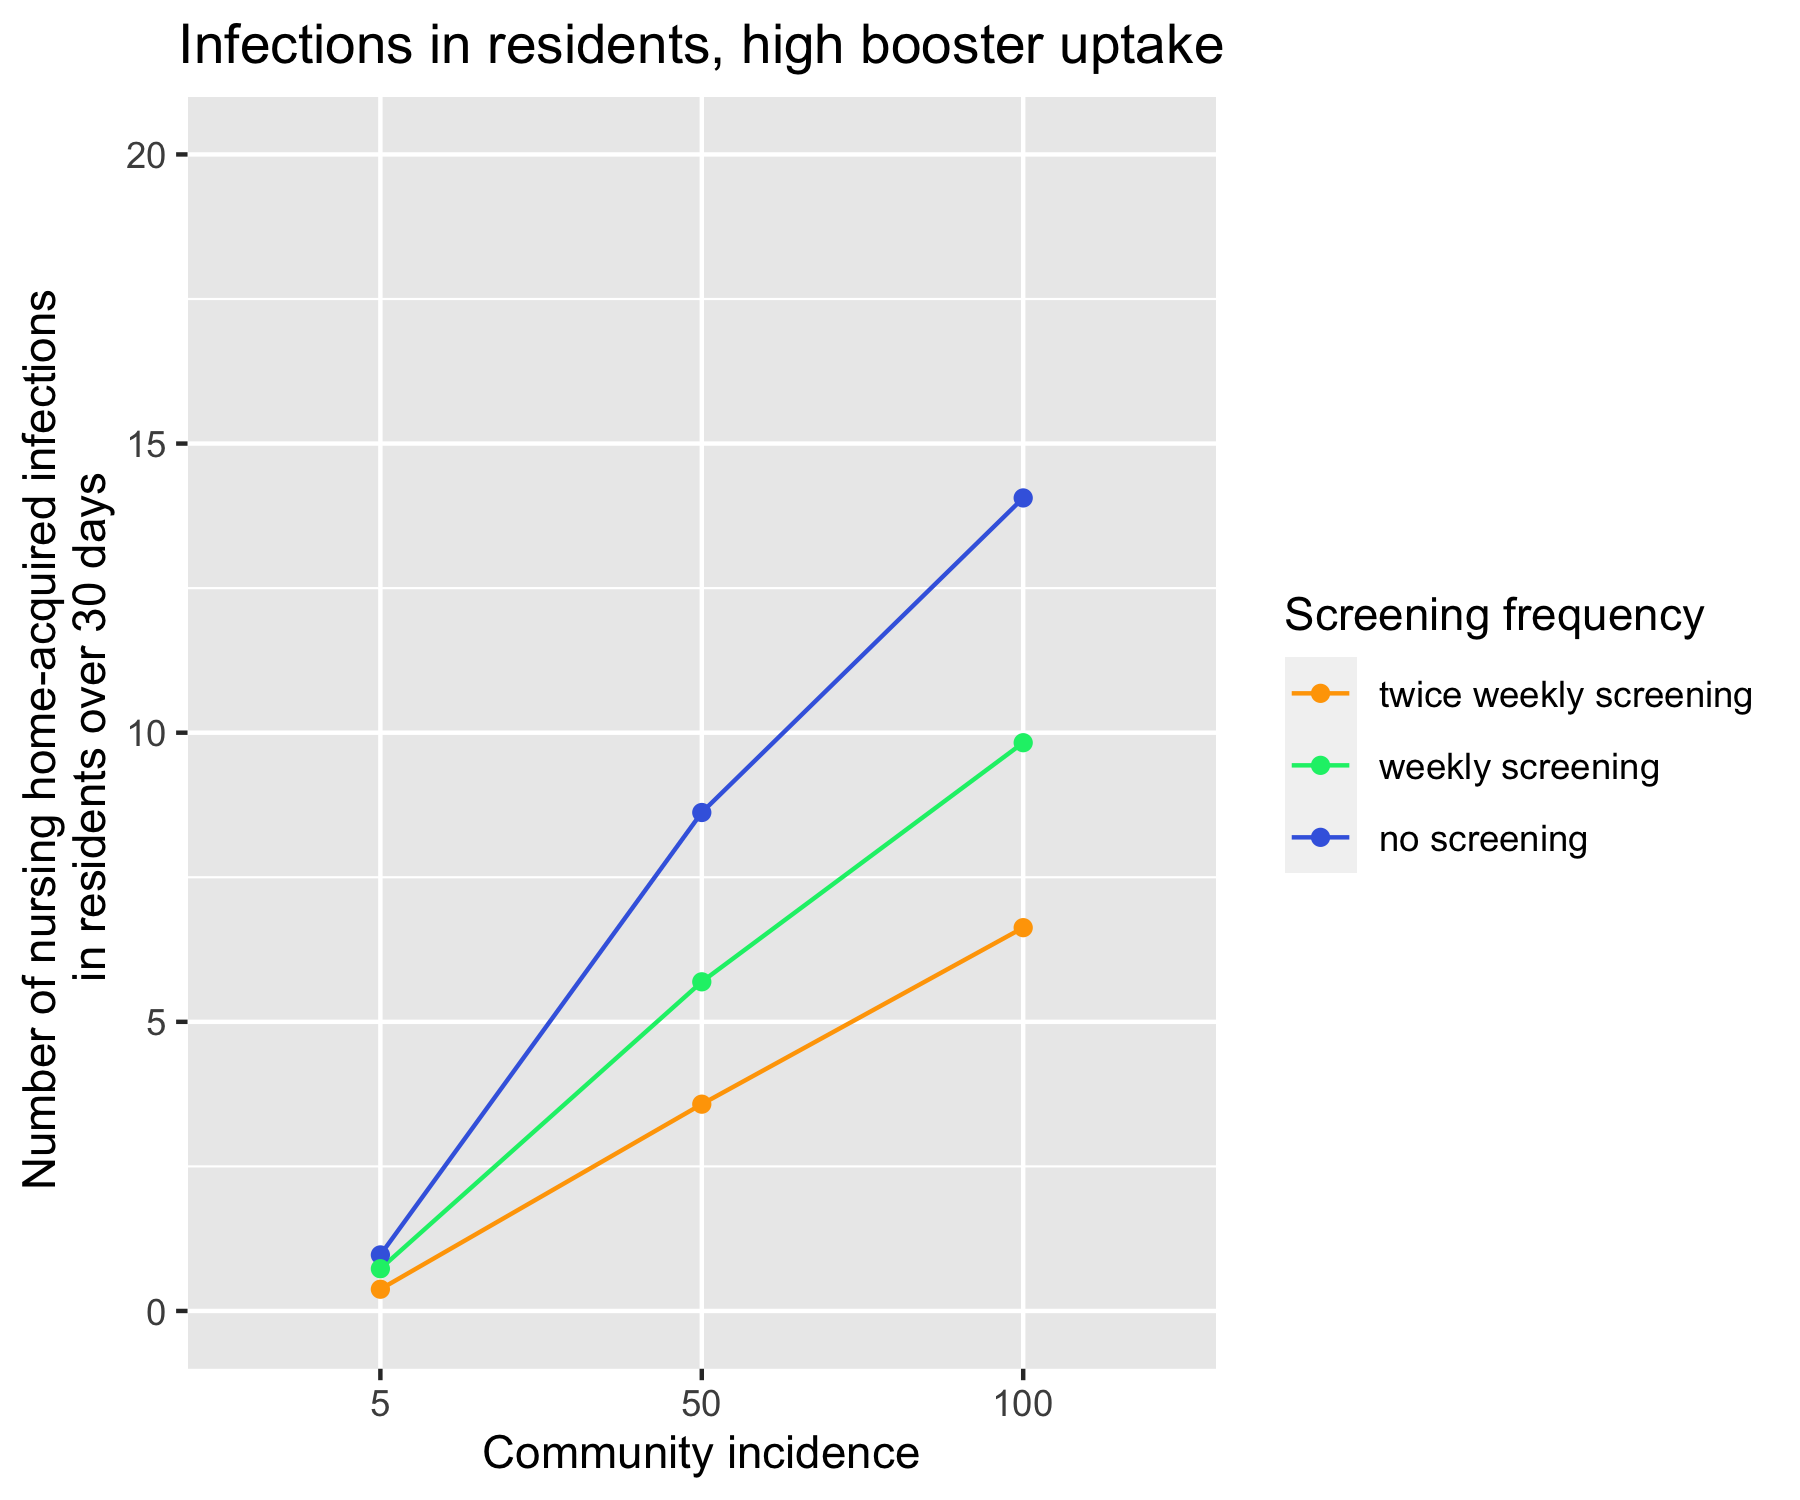 Infections in residents, high booster uptake
Number of nursing home-acquired infections
in residents over 30 days
20
15
10
5
0
5
50
100
Community incidence
Screening frequency
twice weekly screening
weekly screening
no screening